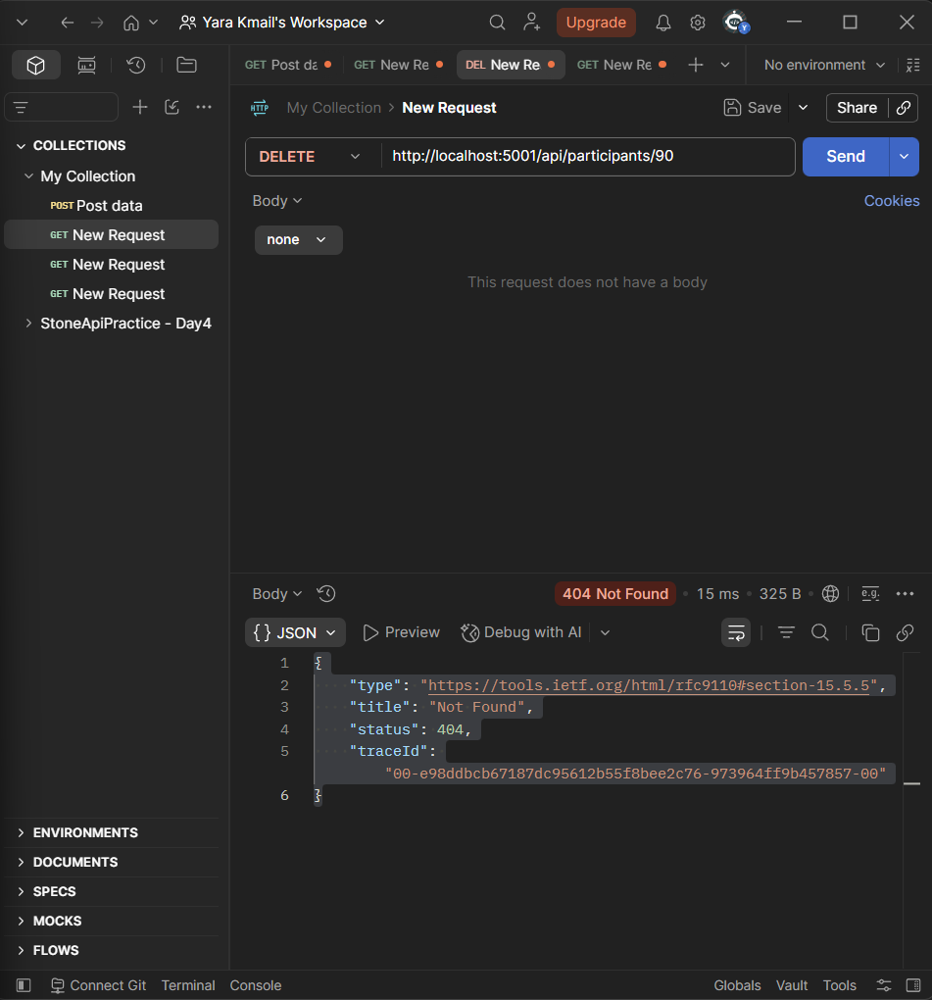 Yara Kmail's Workspace
Upgrade
Y
GET Post da
GET New Re
DEL New Re
GET New Re
No environment
HTTP My Collection > New Request
Save
Share
COLLECTIONS
My Collection
POST Post data
GET New Request
GET New Request
GET New Request
StoneApiPractice - Day4
DELETE
http://localhost:5001/api/participants/90
Send
Body
Cookies
none
This request does not have a body
Body
404 Not Found • 15 ms • 325 B
e.g.
{} JSON
Preview
Debug with AI
1 {
2 "type": "https://tools.ietf.org/html/rfc9110#section-15.5.5",
3 "title": "Not Found",
4 "status": 404,
5 "traceId":
"00-e98ddbcb67187dc95612b55f8bee2c76-973964ff9b457857-00"
6 }
ENVIRONMENTS
DOCUMENTS
SPECS
MOCKS
FLOWS
Connect Git
Terminal
Console
Globals
Vault
Tools